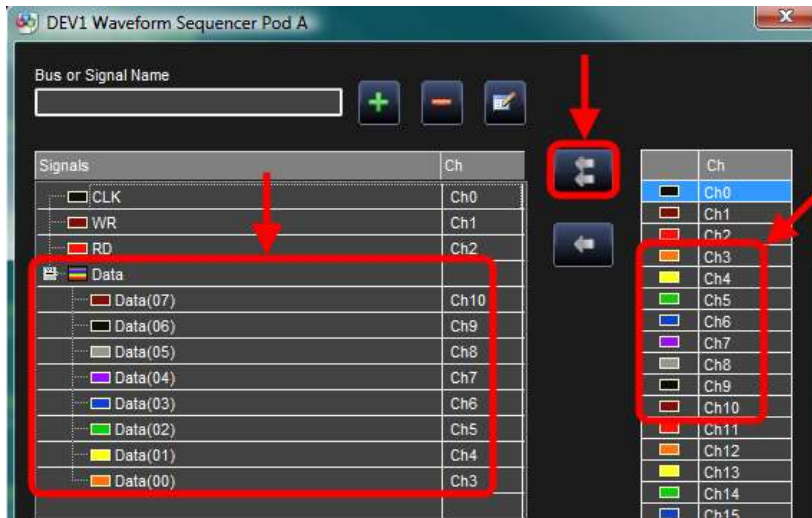 DEV1 Waveform Sequencer Pod A
Bus or Signal Name
Signals Ch
CLK Ch0
WR Ch1
RD Ch2
Data
Data(07) Ch10
Data(06) Ch9
Data(05) Ch8
Data(04) Ch7
Data(03) Ch6
Data(02) Ch5
Data(01) Ch4
Data(00) Ch3
Ch
Ch0
Ch1
Ch2
Ch3
Ch4
Ch5
Ch6
Ch7
Ch8
Ch9
Ch10
Ch11
Ch12
Ch13
Ch14
Ch15